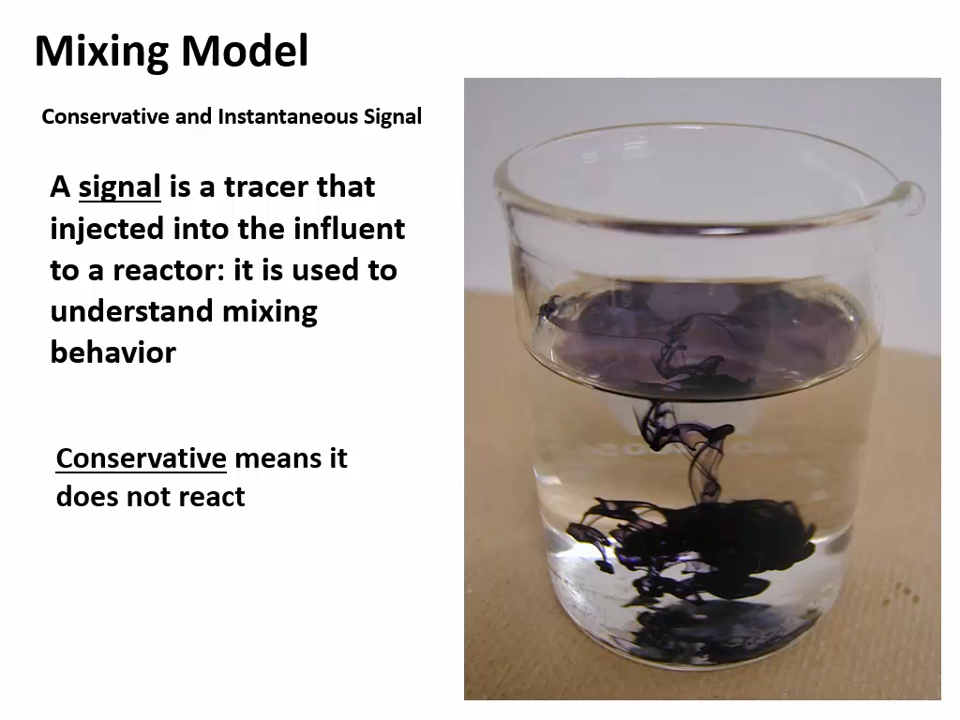 Mixing Model
Conservative and Instantaneous Signal
A signal is a tracer that
injected into the influent
to a reactor: it is used to
understand mixing
behavior
Conservative means it
does not react